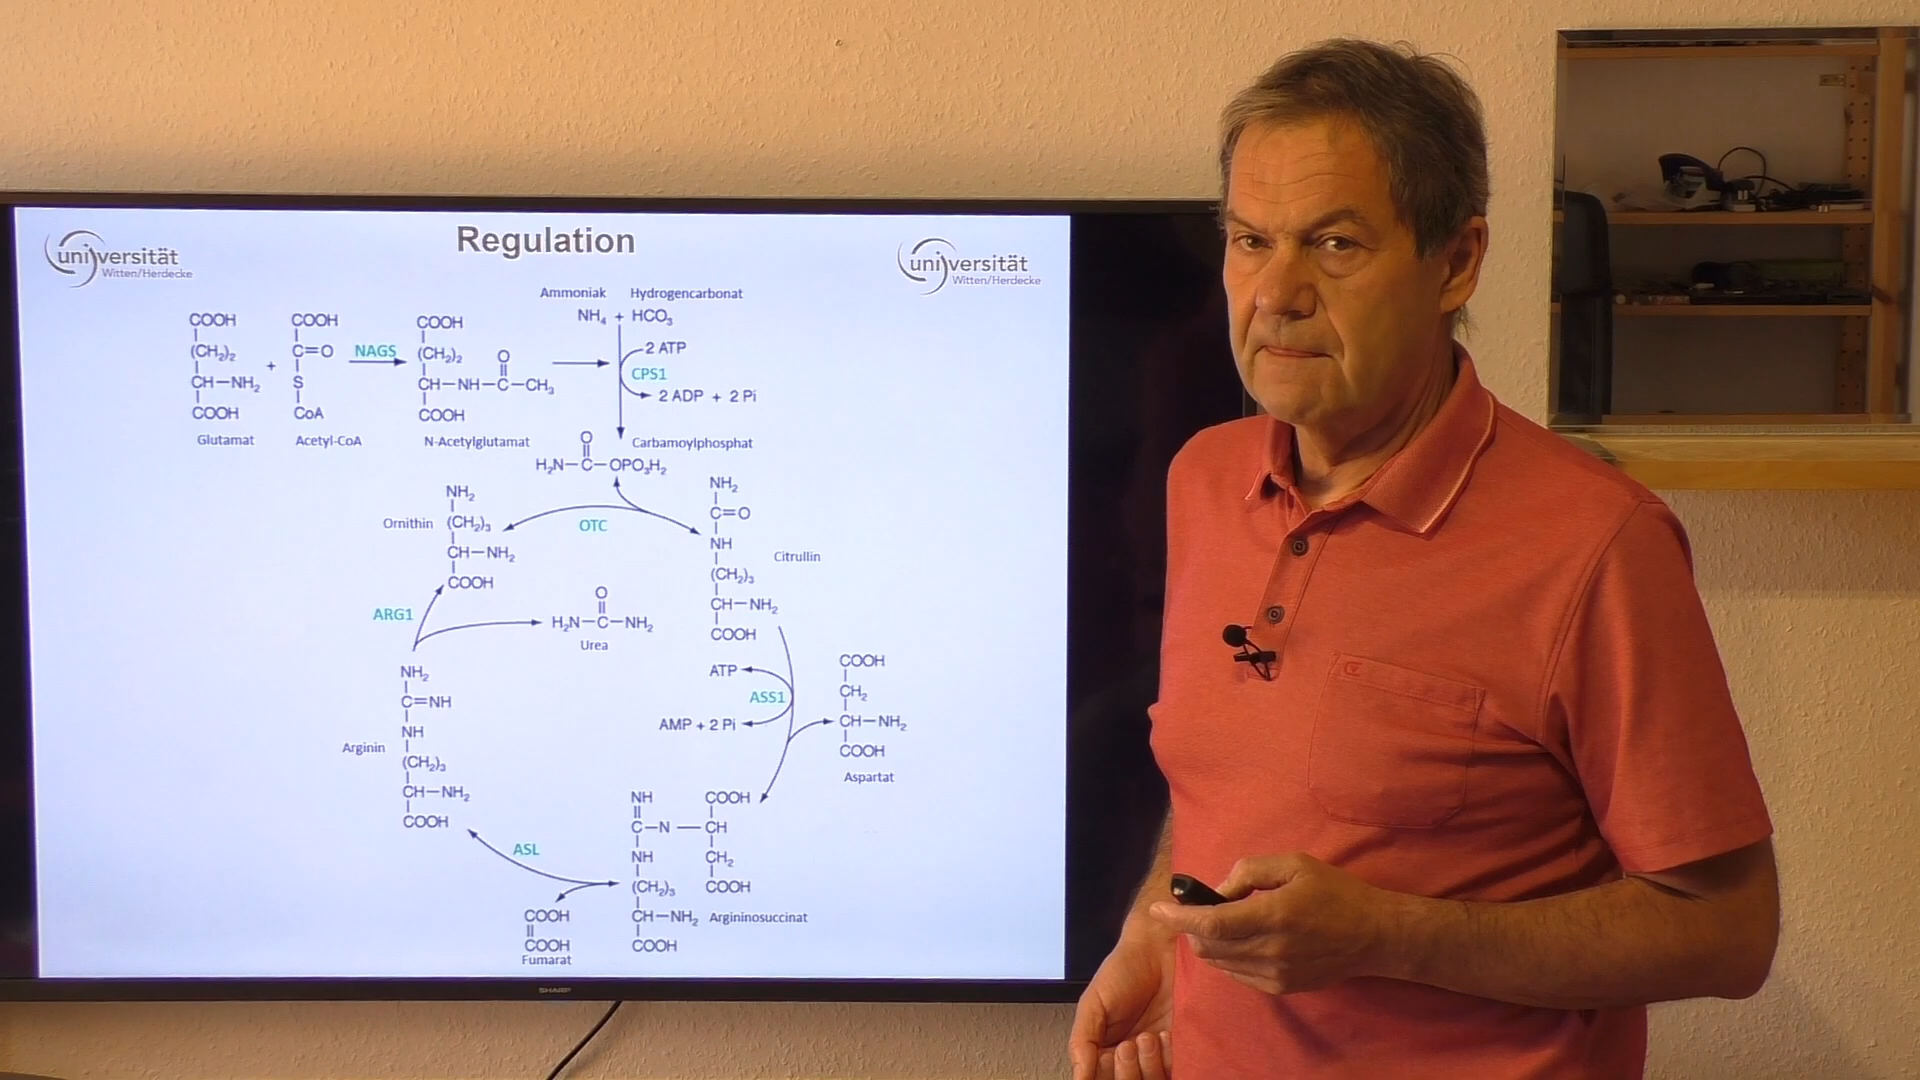 Regulation
universität
Witten/Herdecke
universität
Witten/Herdecke
Ammoniak Hydrogencarbonat
NH₄ + HCO₃
COOH
(CH₂)₂
CH—NH₂
COOH
Glutamat
+
COOH
C=O
S
CoA
Acetyl-CoA
NAGS
COOH
(CH₂)₂ O
CH—NH—C—CH₃
COOH
N-Acetylglutamat
2 ATP
CPS1
2 ADP + 2 Pi
O Carbamoylphosphat
H₂N—C—OPO₃H₂
NH₂
Ornithin (CH₂)₃
CH—NH₂
COOH
OTC
NH₂
C=O
NH
Citrullin
(CH₂)₃
CH—NH₂
COOH
ARG1
O
H₂N—C—NH₂
Urea
ATP
ASS1
AMP + 2 Pi
COOH
CH₂
CH—NH₂
COOH
Aspartat
NH₂
C=NH
NH
Arginin
(CH₂)₃
CH—NH₂
COOH
ASL
NH COOH
C—N—CH
NH CH₂
(CH₂)₃ COOH
CH—NH₂ Argininosuccinat
COOH
COOH
COOH
Fumarat
SHARP